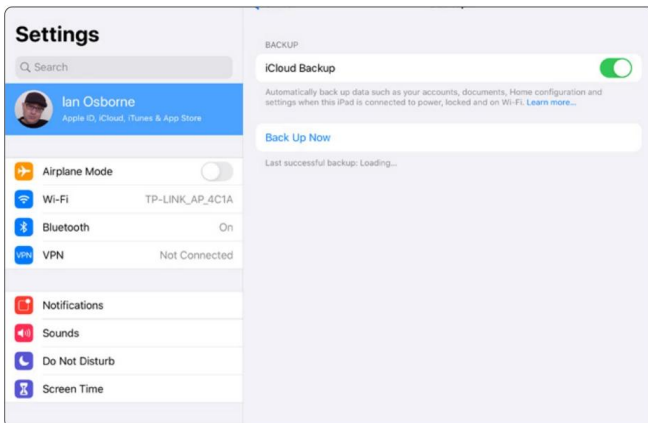 Settings
Search
Ian Osborne
Apple ID, iCloud, iTunes & App Store
Airplane Mode
Wi-Fi TP-LINK_AP_4C1A
Bluetooth On
VPN VPN Not Connected
Notifications
Sounds
Do Not Disturb
Screen Time
BACKUP
iCloud Backup
Automatically back up data such as your accounts, documents, Home configuration and
settings when this iPad is connected to power, locked and on Wi-Fi. Learn more...
Back Up Now
Last successful backup: Loading...